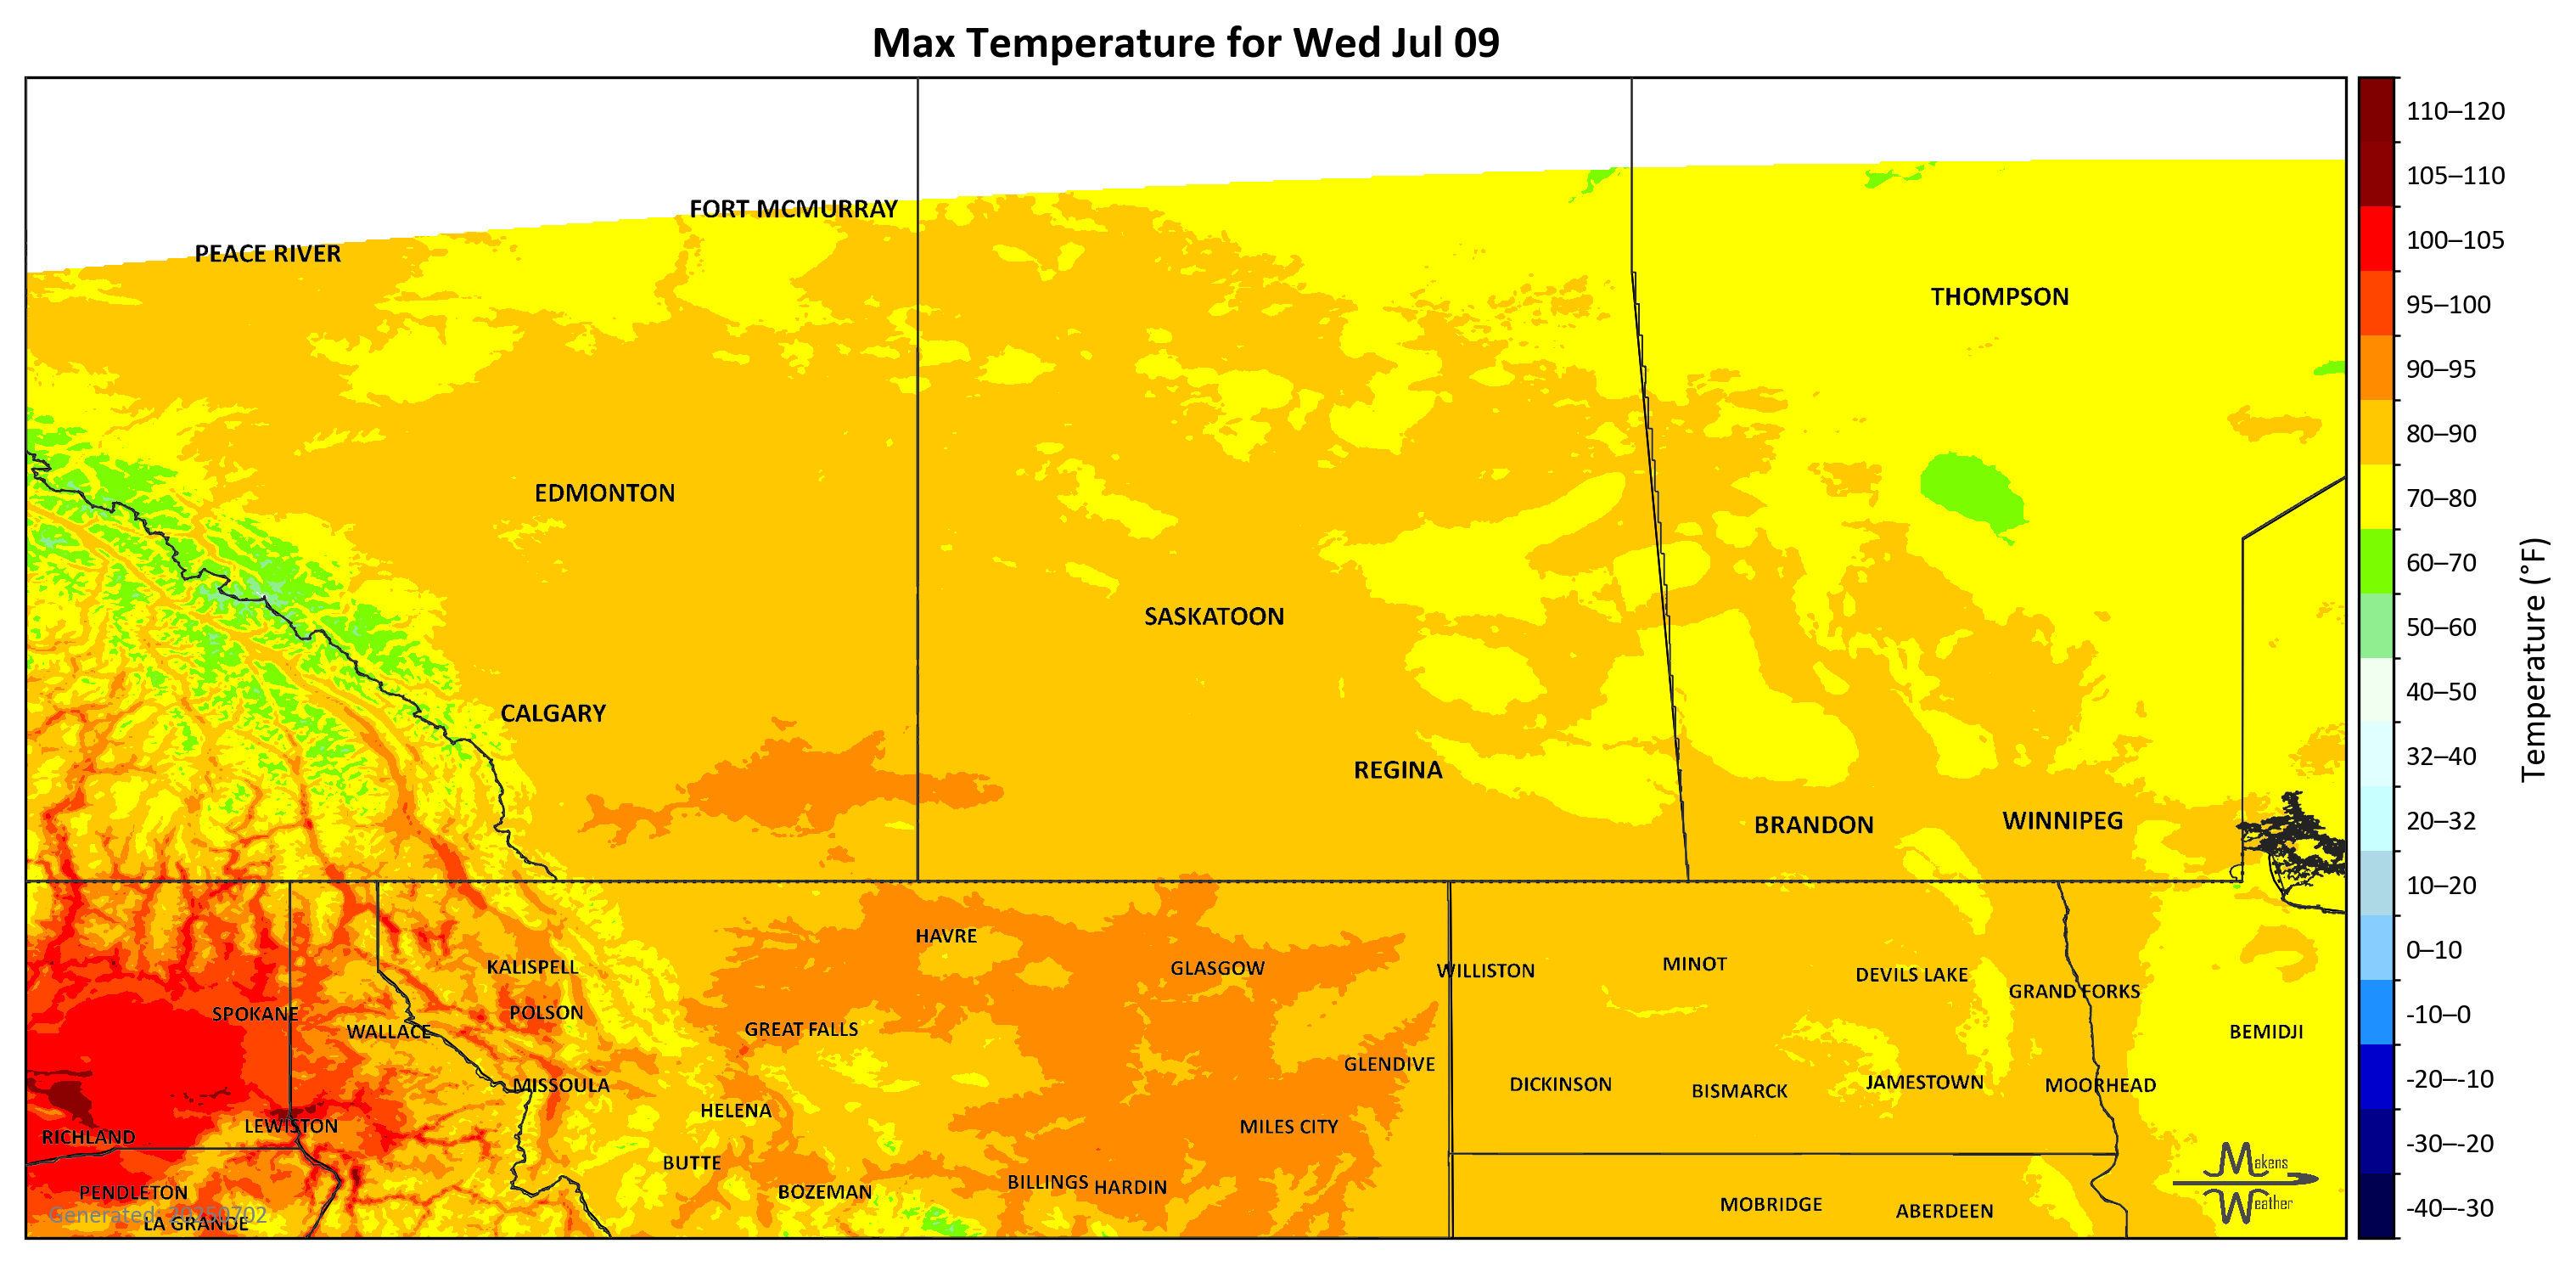 Max Temperature for Wed Jul 09
FORT MCMURRAY
PEACE RIVER
THOMPSON
EDMONTON
SASKATOON
CALGARY
REGINA
BRANDON
WINNIPEG
HAVRE
KALISPELL
GLASGOW
WILLISTON
MINOT
DEVILS LAKE
GRAND FORKS
SPOKANE
POLSON
WALLACE
GREAT FALLS
BEMIDJI
GLENDIVE
MISSOULA
DICKINSON
BISMARCK
JAMESTOWN
MOORHEAD
HELENA
LEWISTON
MILES CITY
RICHLAND
BUTTE
BILLINGS
HARDIN
PENDLETON
BOZEMAN
MOBRIDGE
ABERDEEN
Generated: 20250702
LA GRANDE
Makens
Weather
110–120
105–110
100–105
95–100
90–95
80–90
70–80
60–70
50–60
40–50
32–40
20–32
10–20
0–10
-10–0
-20–-10
-30–-20
-40–-30
Temperature (°F)